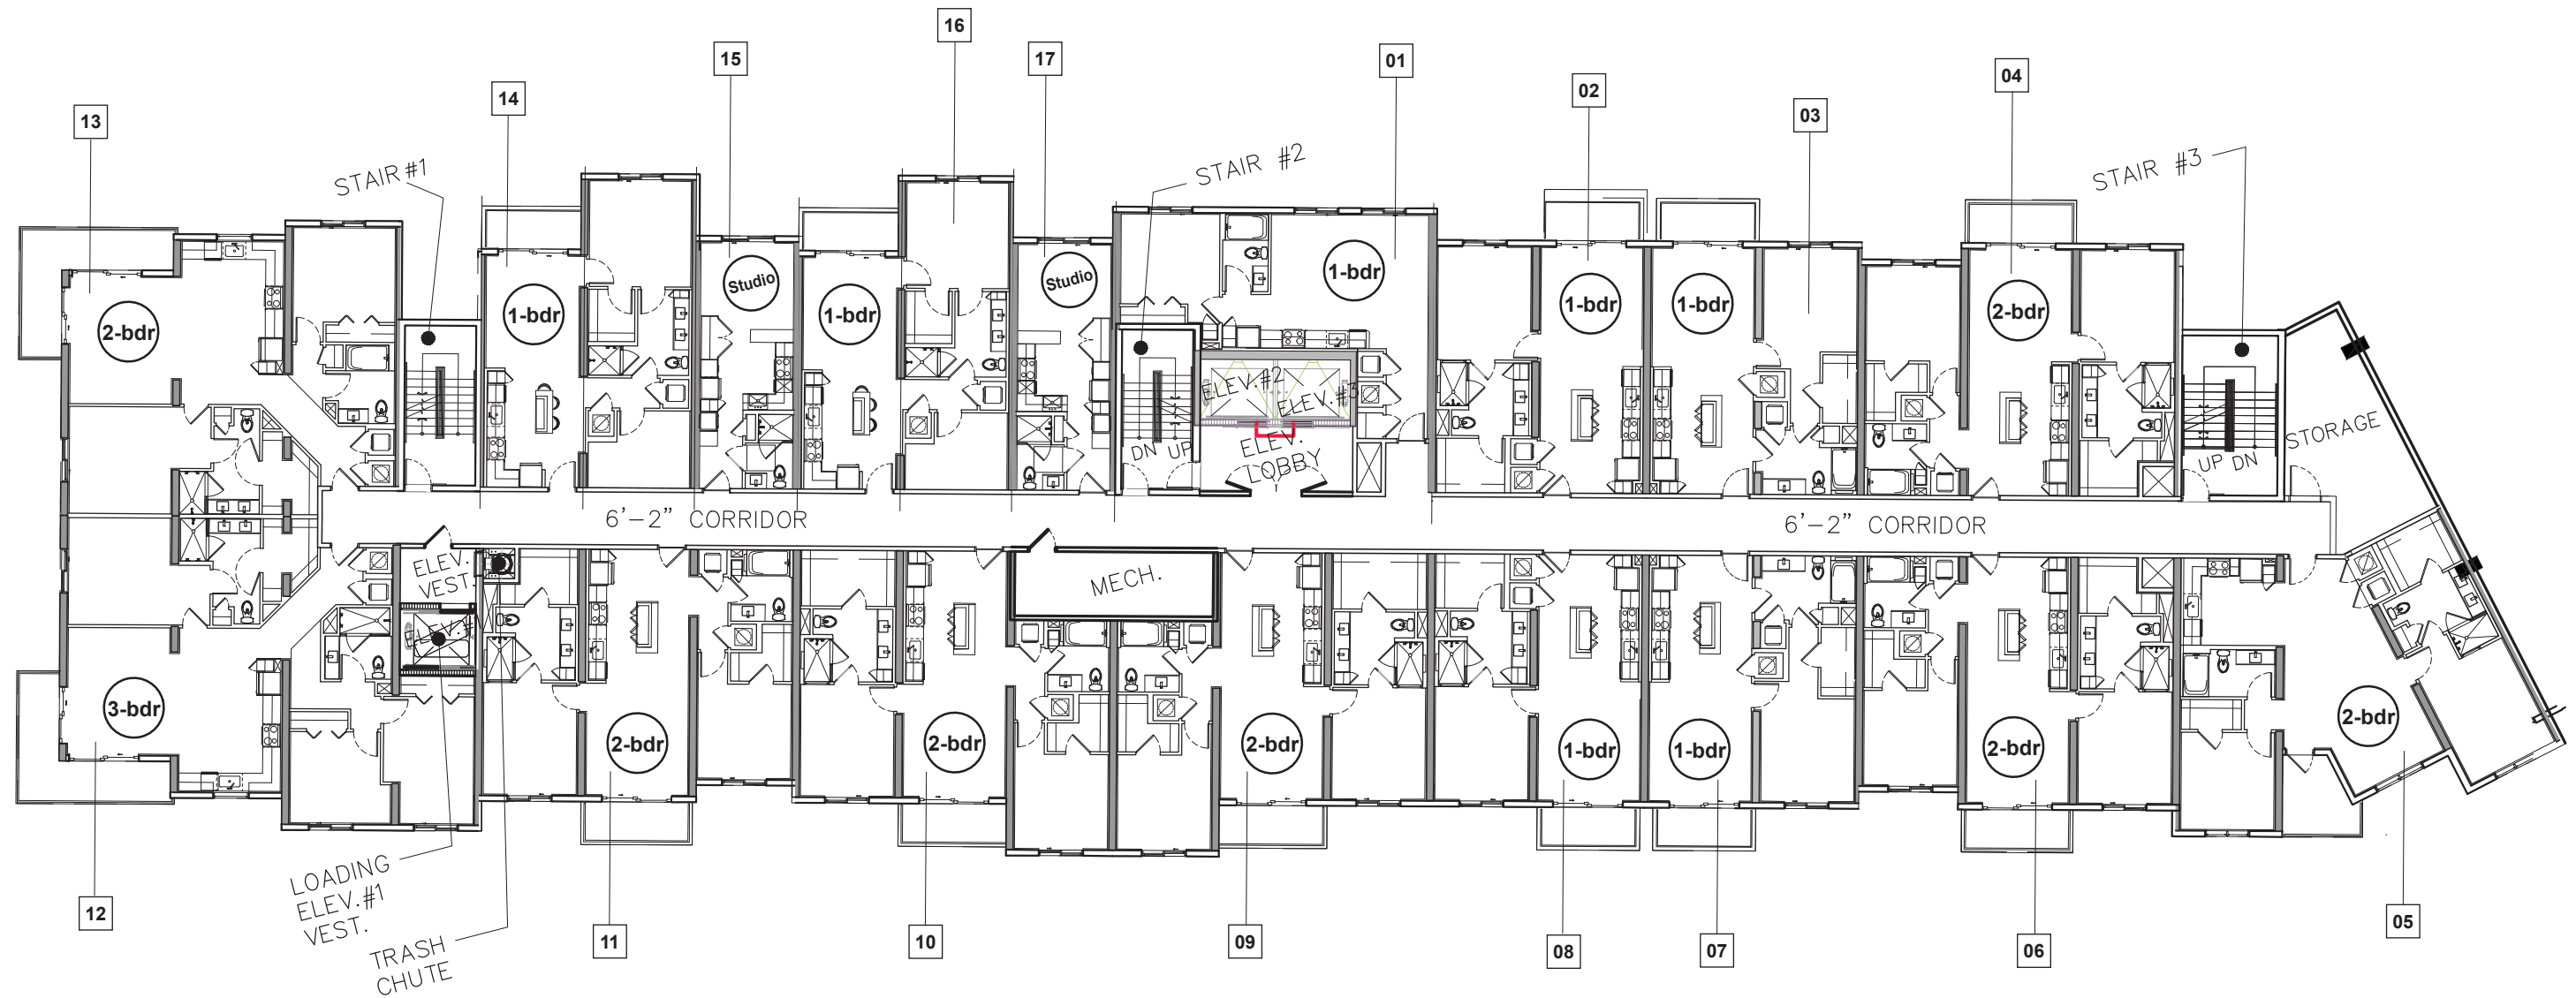 16
15
17
01
04
02
14
03
13
STAIR #1
STAIR #2
STAIR #3
1-bdr
Studio
1-bdr
Studio
1-bdr
1-bdr
1-bdr
2-bdr
2-bdr
ELEV.#2
ELEV.#3
STORAGE
DN UP
ELEV.
LOBBY
UP DN
6'-2" CORRIDOR
6'-2" CORRIDOR
ELEV.
VEST.
MECH.
3-bdr
2-bdr
2-bdr
2-bdr
1-bdr
1-bdr
2-bdr
2-bdr
LOADING
ELEV.#1
VEST.
TRASH
CHUTE
12
11
10
09
08
07
06
05